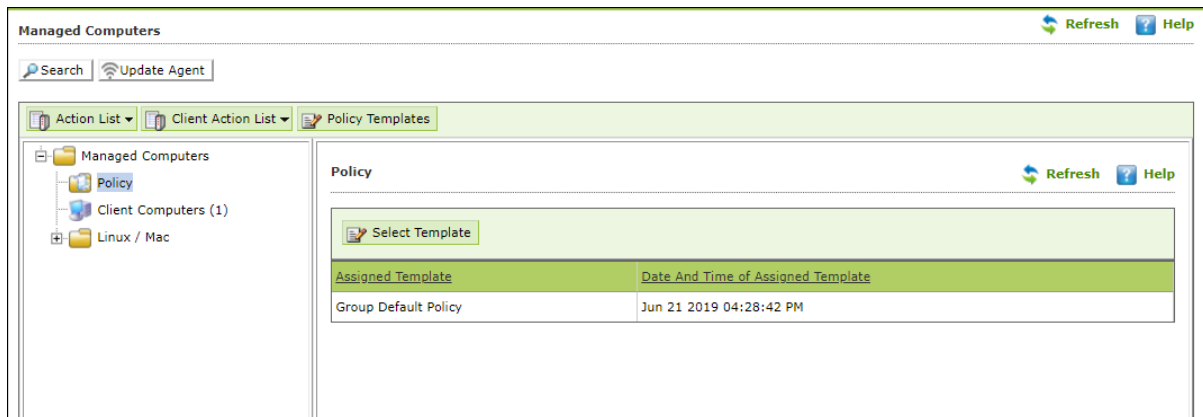 Managed Computers
Refresh Help
Search Update Agent
Action List Client Action List Policy Templates
Managed Computers
Policy
Client Computers (1)
Linux / Mac
Policy
Refresh Help
Select Template
Assigned Template Date And Time of Assigned Template
Group Default Policy Jun 21 2019 04:28:42 PM